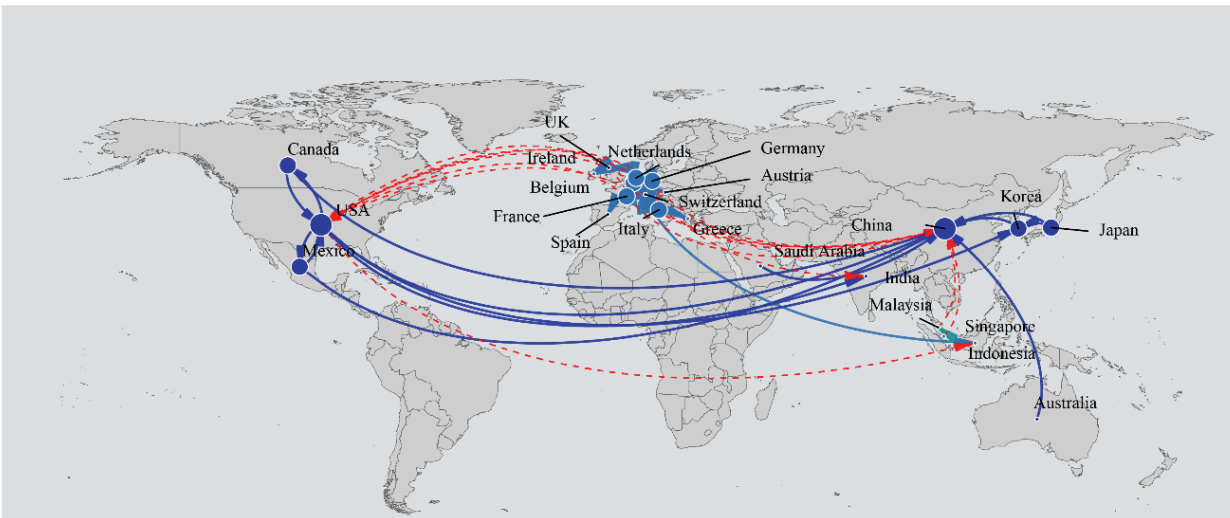 UK
Canada
Netherlands
Germany
Ireland
Austria
Belgium
Switzerland
USA
France
Korea
China
Japan
Spain
Italy
Greece
Mexico
Saudi Arabia
India
Malaysia
Singapore
Indonesia
Australia